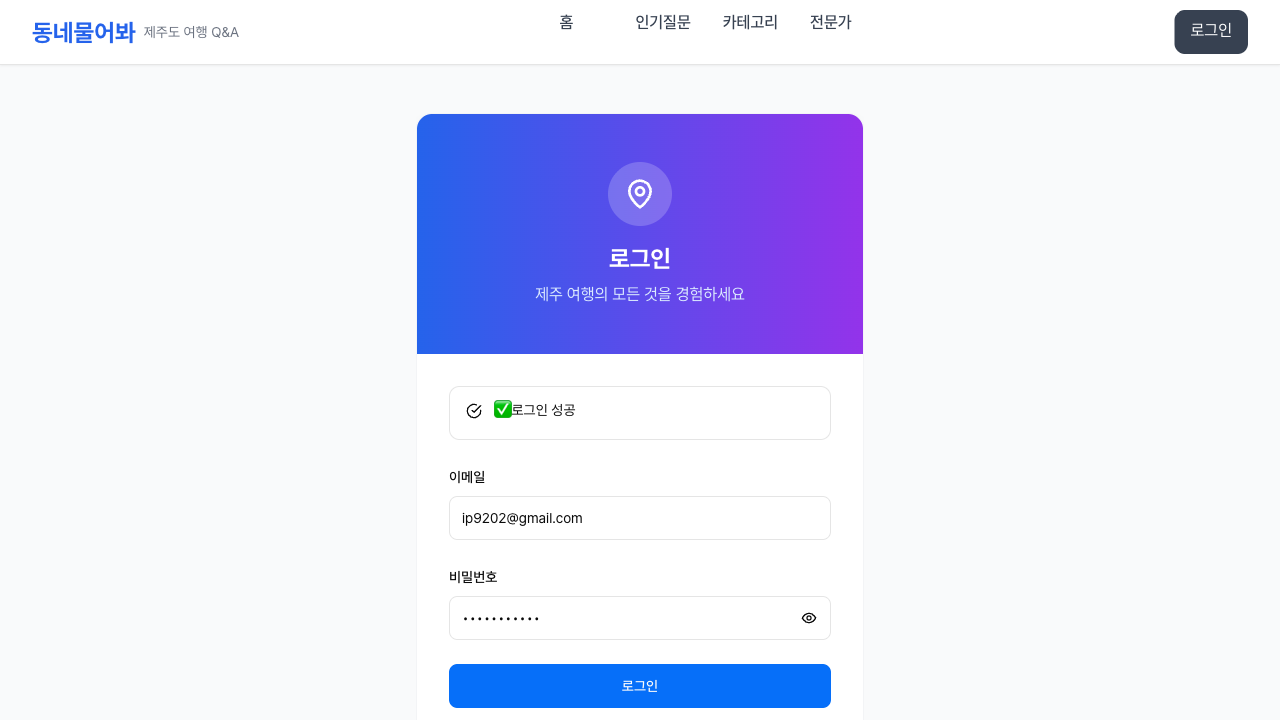 동네물어봐 제주도 여행 Q&A 홈 인기질문 카테고리 전문가 로그인
로그인
제주 여행의 모든 것을 경험하세요
✅로그인 성공
이메일
ip9202@gmail.com
비밀번호
•••••••••••
로그인